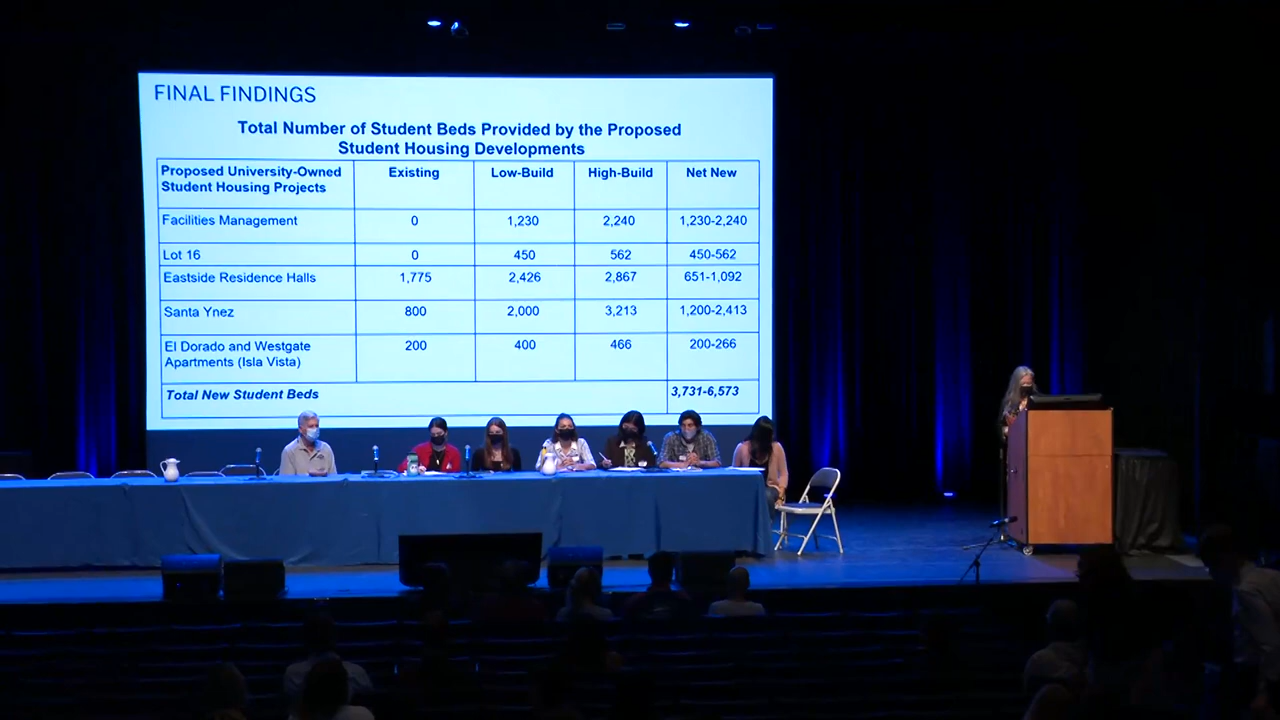 FINAL FINDINGS
Total Number of Student Beds Provided by the Proposed
Student Housing Developments
Proposed University-Owned Existing Low-Build High-Build Net New
Student Housing Projects
Facilities Management 0 1,230 2,240 1,230-2,240
Lot 16 0 450 562 450-562
Eastside Residence Halls 1,775 2,426 2,867 651-1,092
Santa Ynez 800 2,000 3,213 1,200-2,413
El Dorado and Westgate 200 400 466 200-266
Apartments (Isla Vista)
Total New Student Beds 3,731-6,573